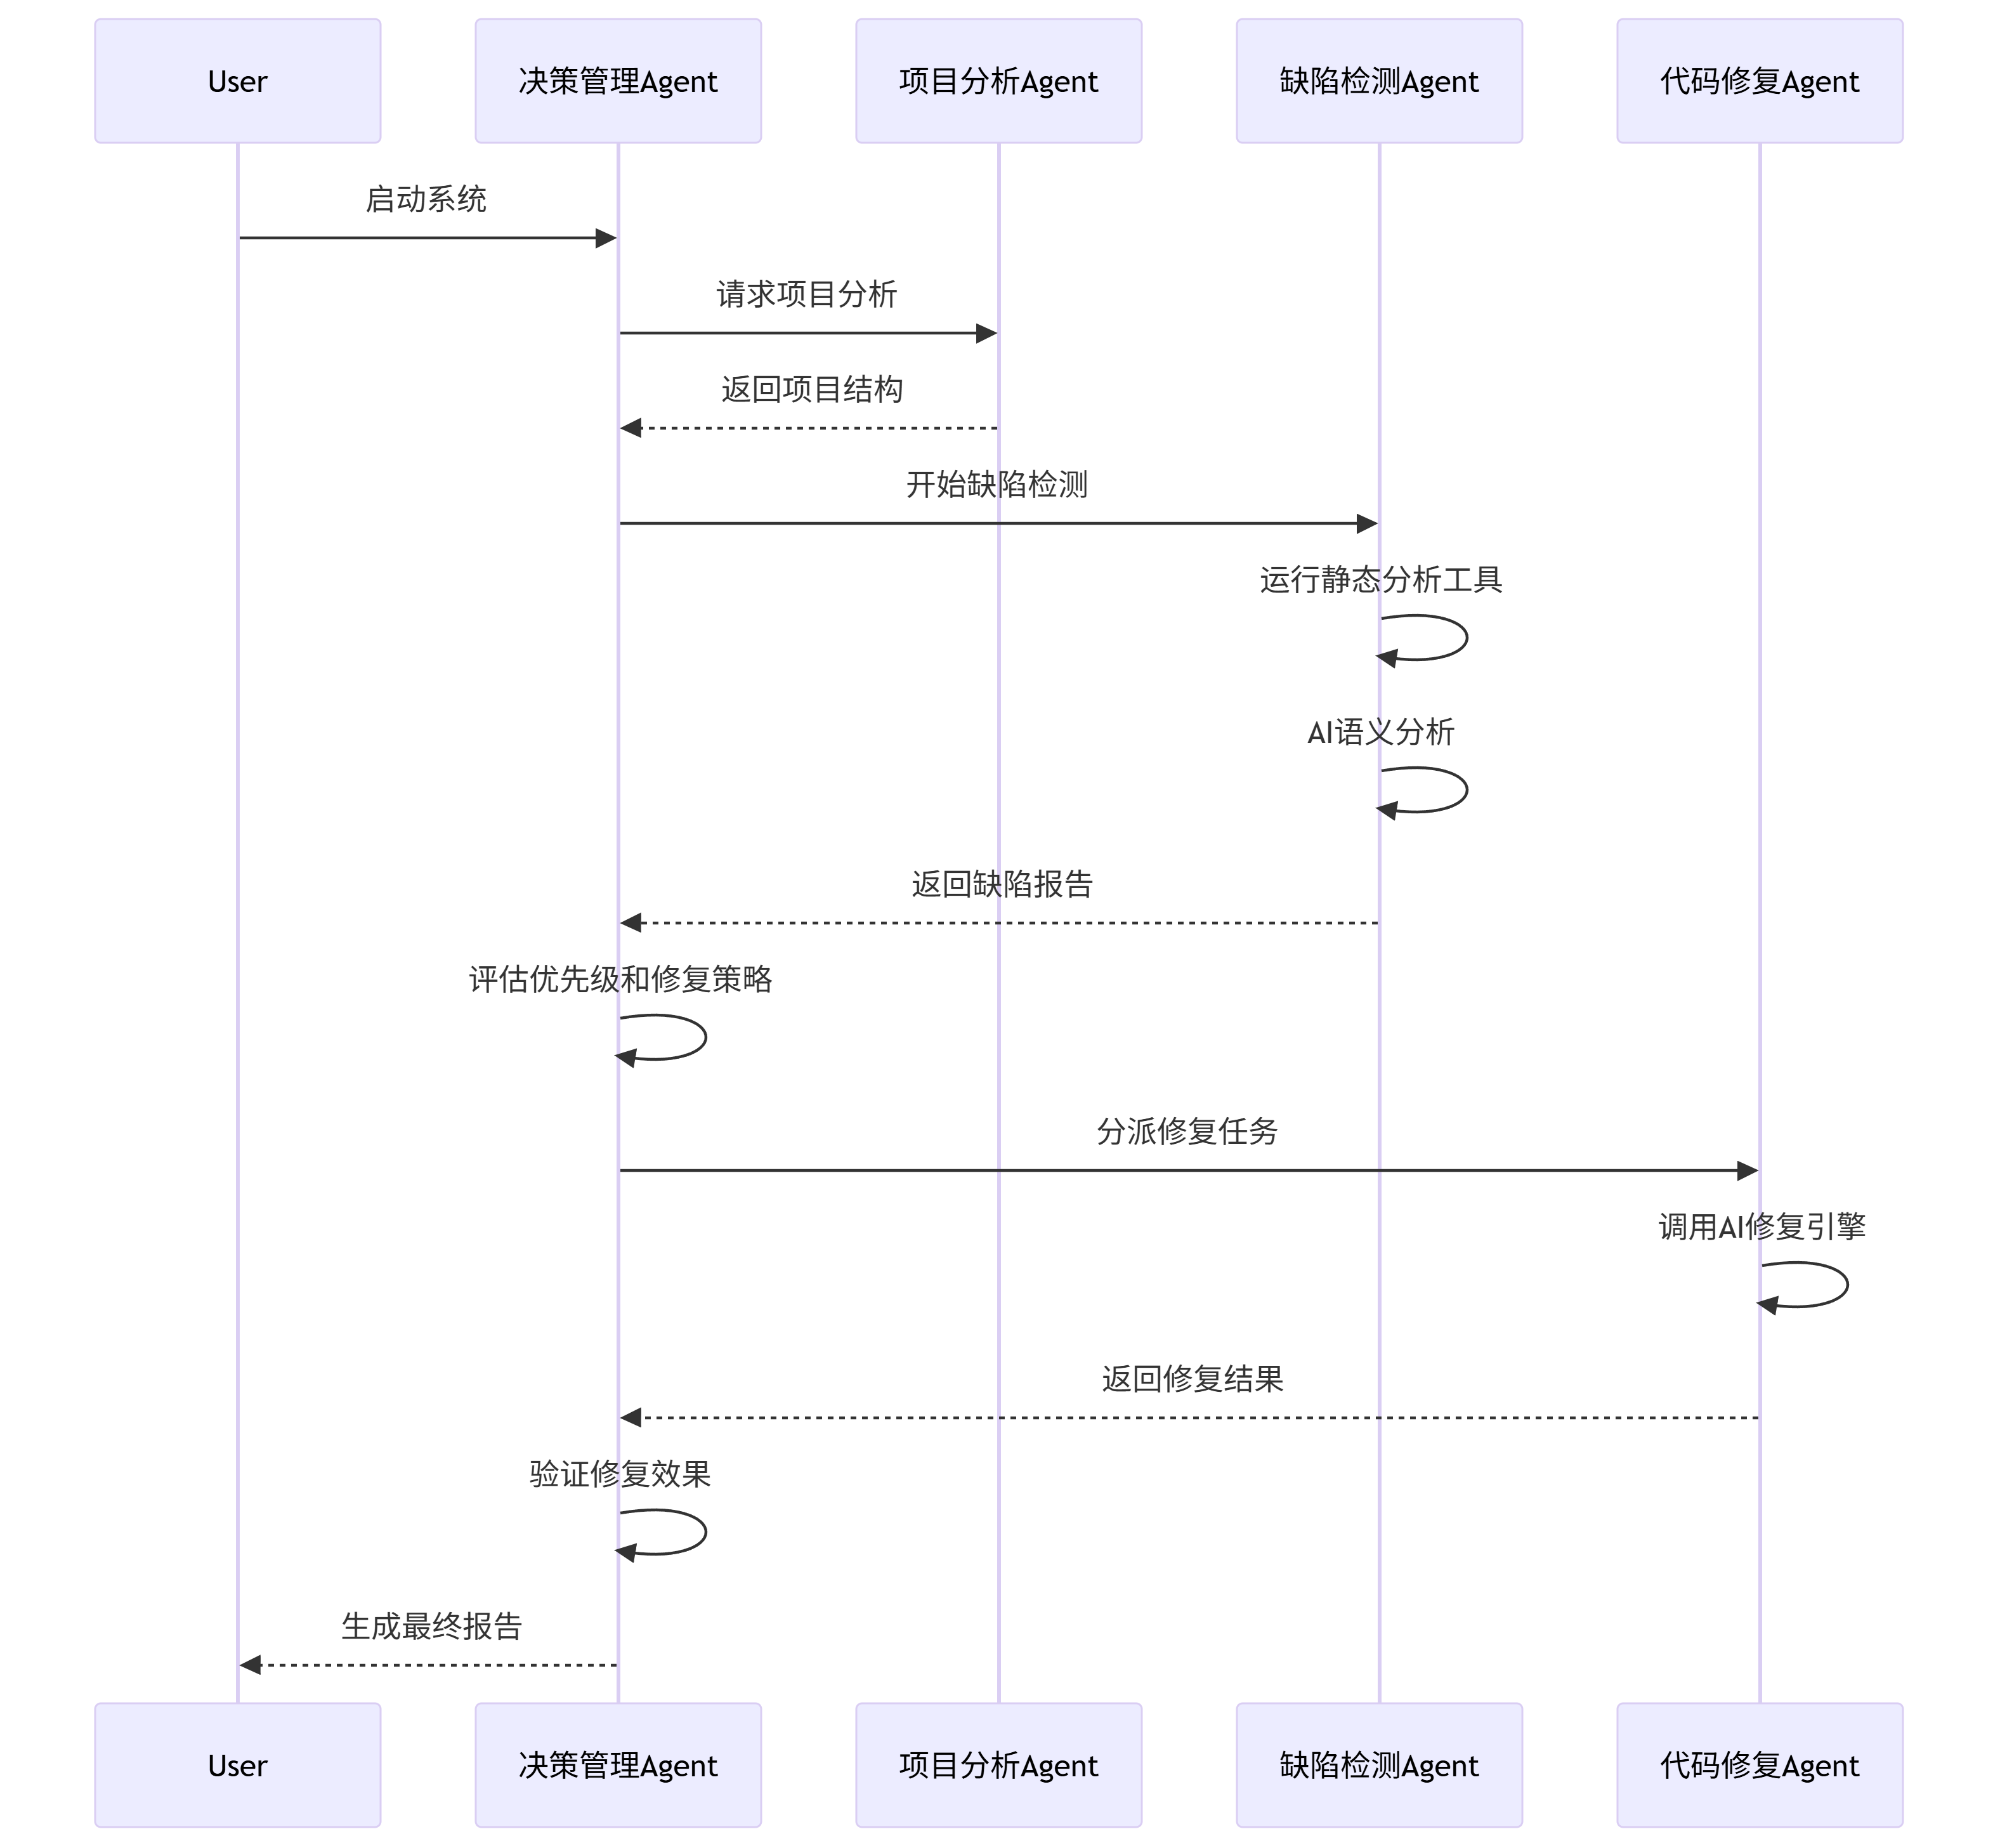 User
决策管理Agent
项目分析Agent
缺陷检测Agent
代码修复Agent
启动系统
请求项目分析
返回项目结构
开始缺陷检测
运行静态分析工具
AI语义分析
返回缺陷报告
评估优先级和修复策略
分派修复任务
调用AI修复引擎
返回修复结果
验证修复效果
生成最终报告
User
决策管理Agent
项目分析Agent
缺陷检测Agent
代码修复Agent